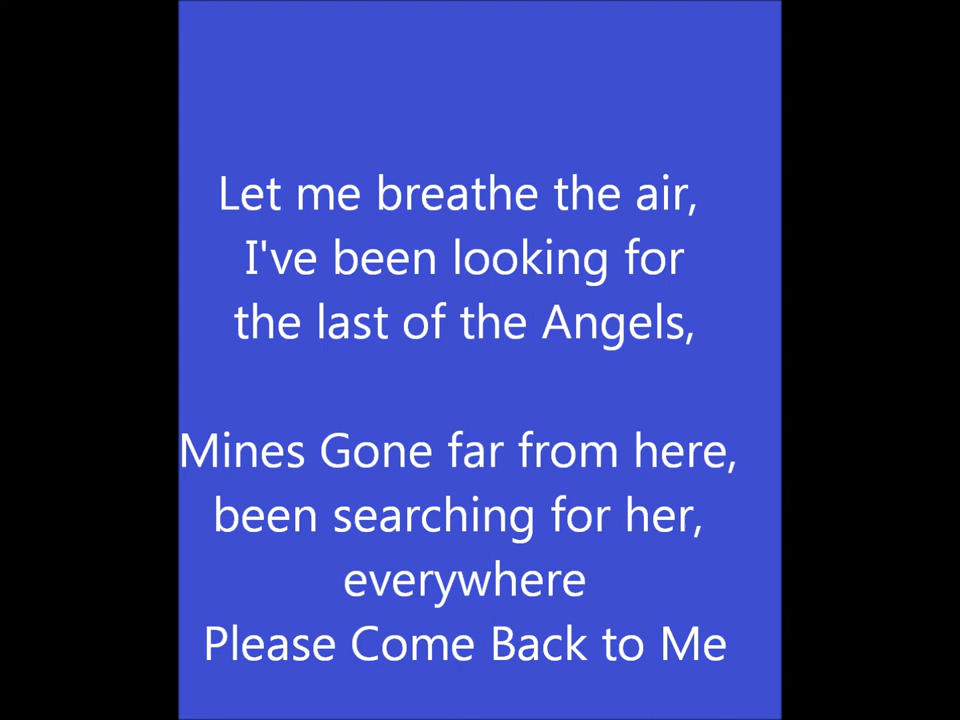 Let me breathe the air,
I've been looking for
the last of the Angels,
Mines Gone far from here,
been searching for her,
everywhere
Please Come Back to Me